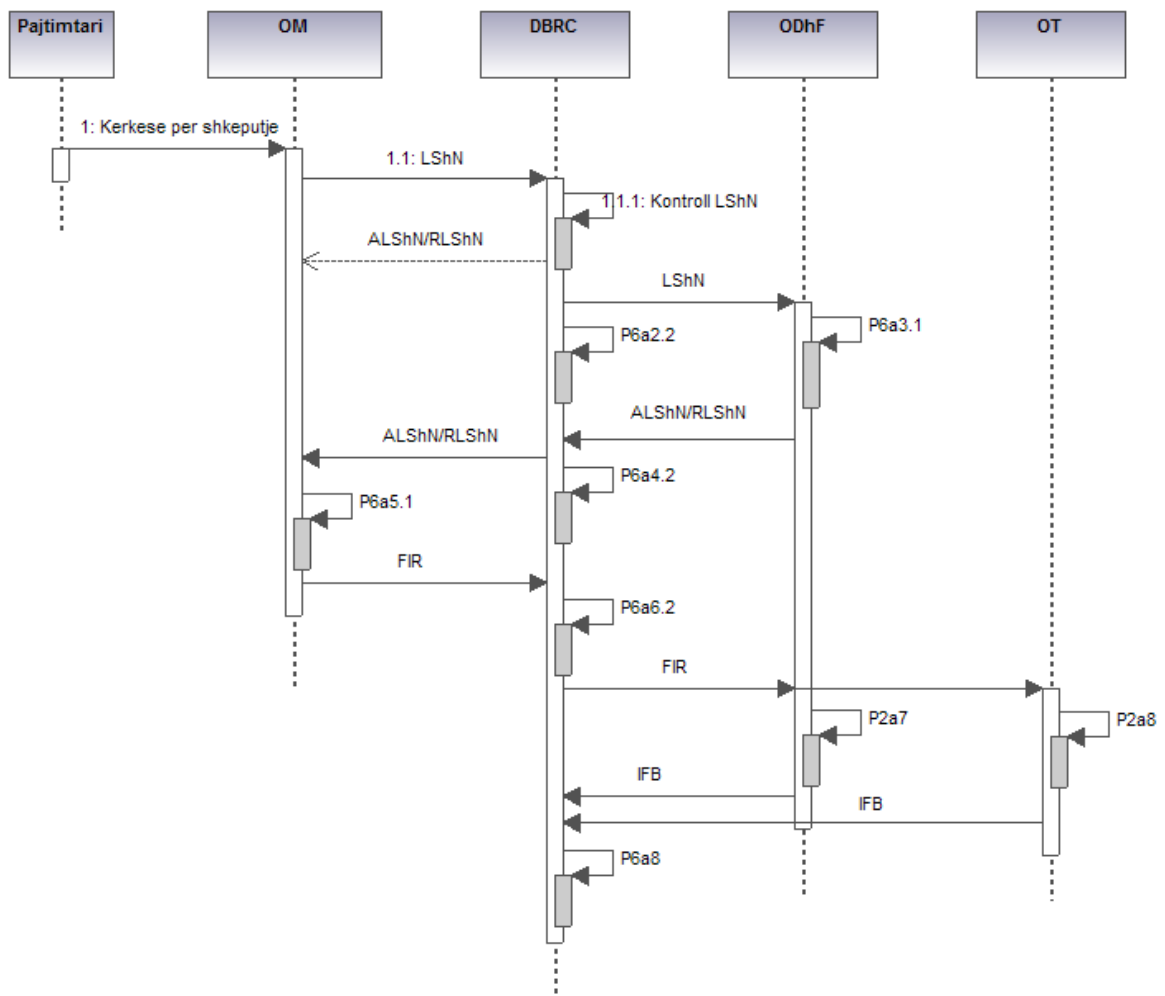 Pajtimtari
OM
DBRC
ODhF
OT
1: Kerkese per shkeputje
1.1: LShN
1.1.1: Kontroll LShN
ALShN/RLShN
LShN
P6a3.1
P6a2.2
ALShN/RLShN
ALShN/RLShN
P6a4.2
P6a5.1
FIR
P6a6.2
FIR
P2a7
P2a8
IFB
IFB
P6a8